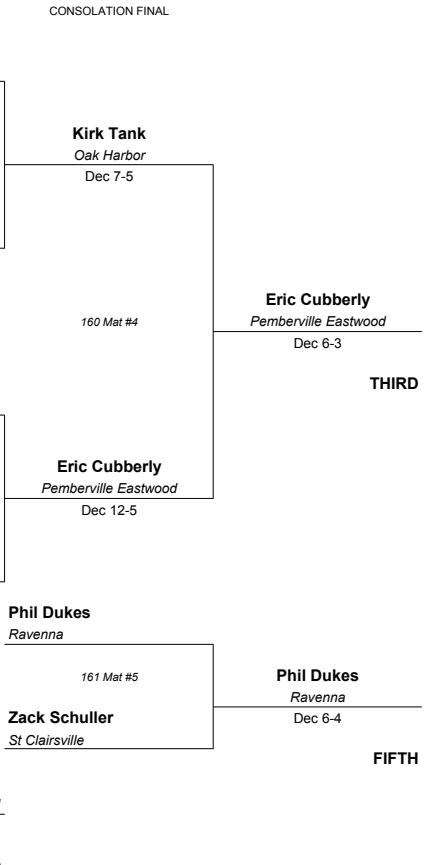 CONSOLATION FINAL
Kirk Tank
Oak Harbor
Dec 7-5
160 Mat #4
Eric Cubberly
Pemberville Eastwood
Dec 6-3
THIRD
Eric Cubberly
Pemberville Eastwood
Dec 12-5
Phil Dukes
Ravenna
161 Mat #5
Phil Dukes
Ravenna
Dec 6-4
Zack Schuller
St Clairsville
FIFTH